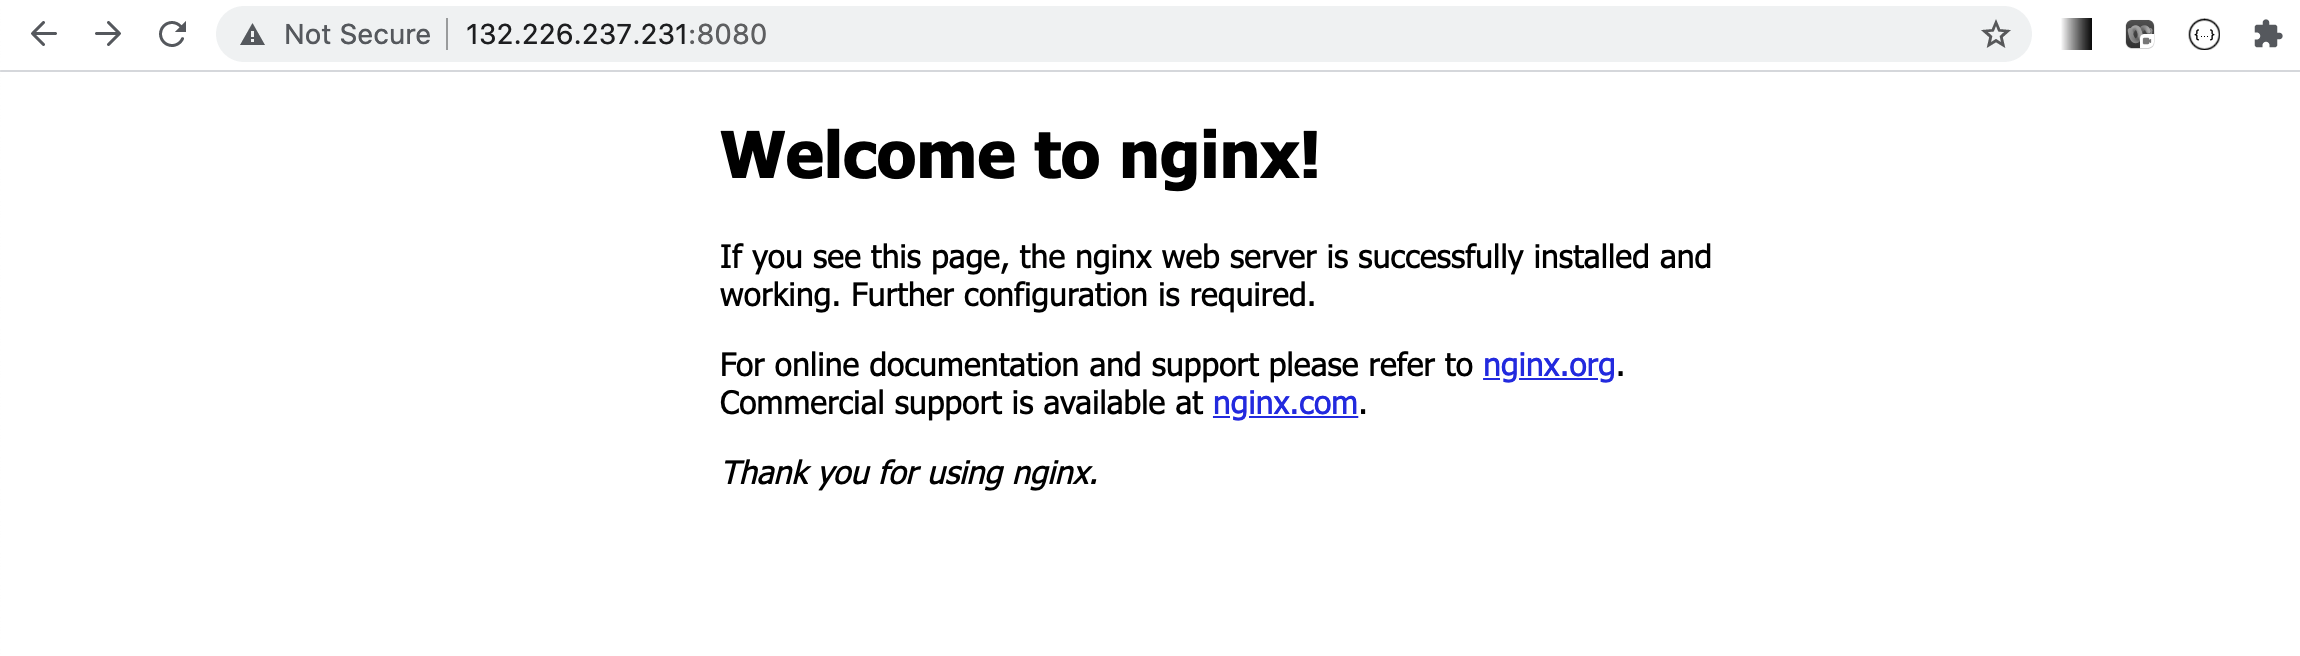 Not Secure 132.226.237.231:8080
Welcome to nginx!
If you see this page, the nginx web server is successfully installed and
working. Further configuration is required.
For online documentation and support please refer to nginx.org.
Commercial support is available at nginx.com.
Thank you for using nginx.